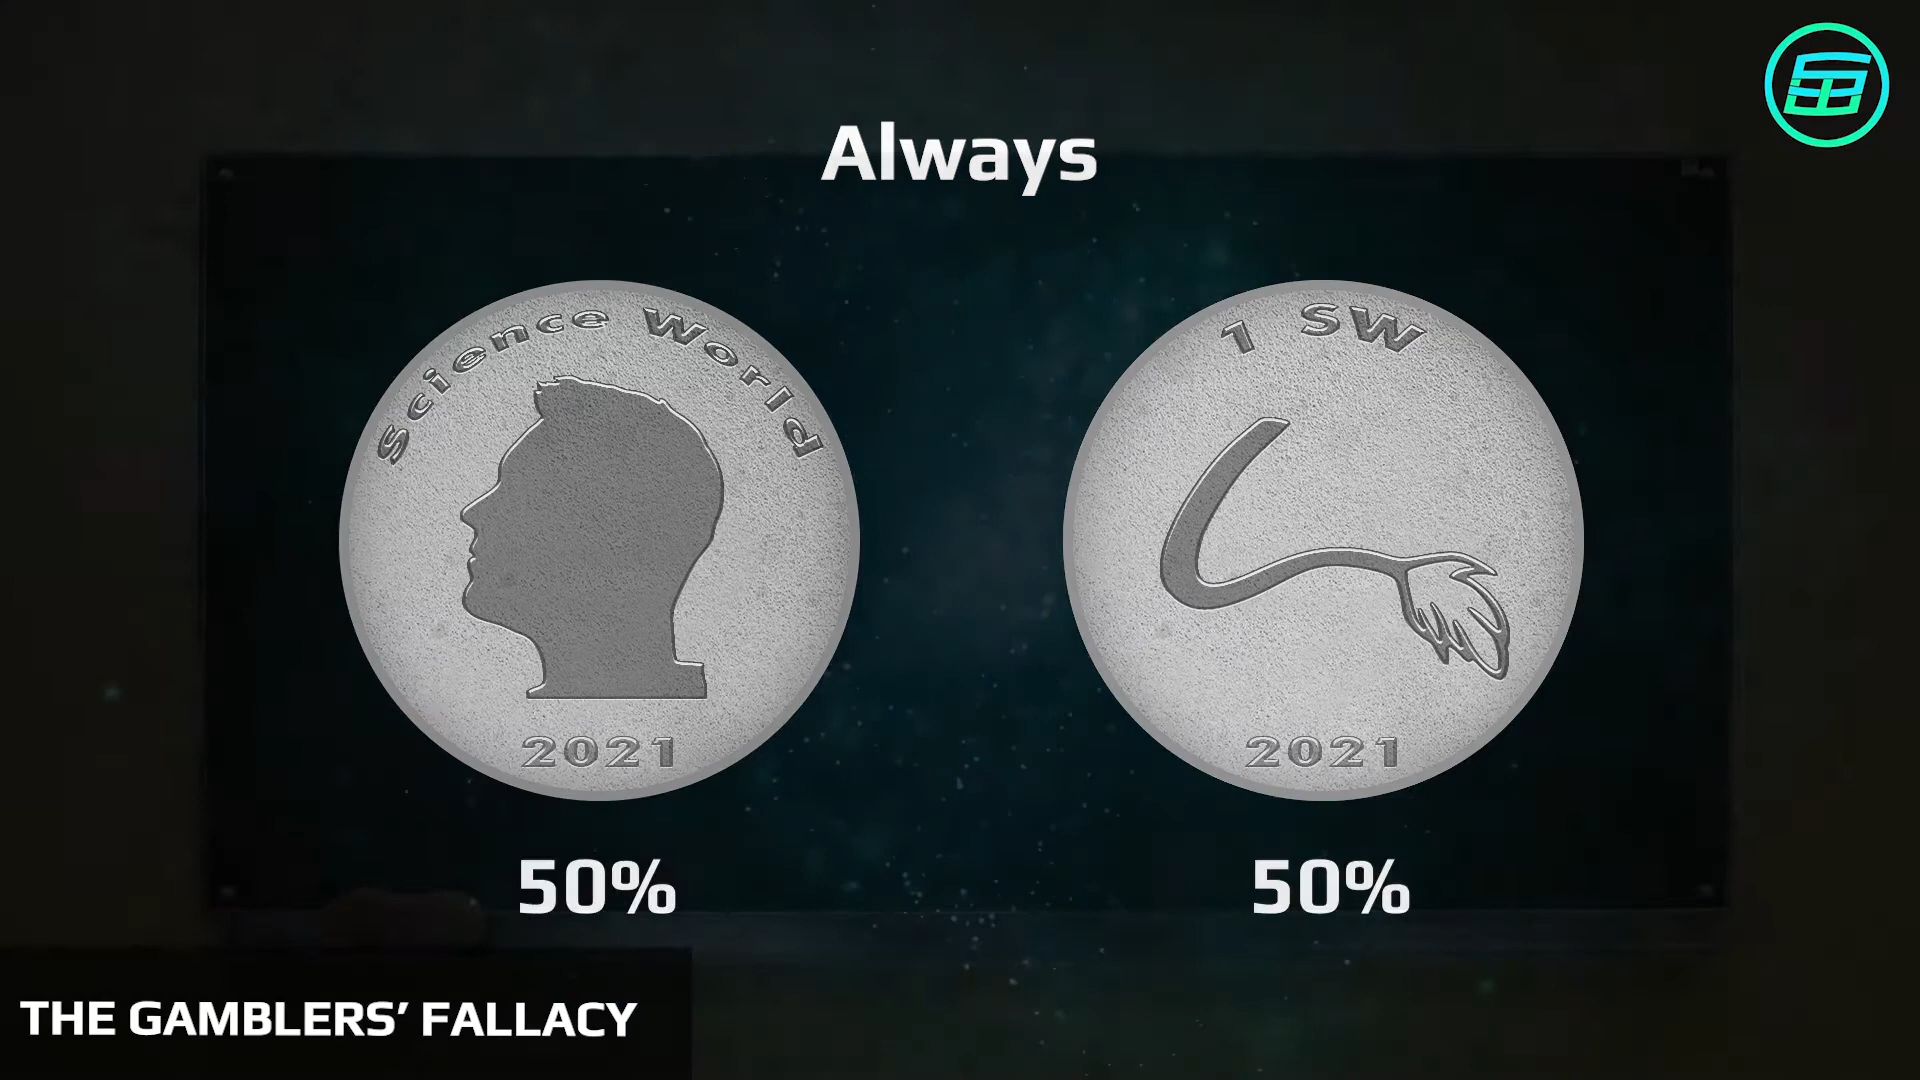 Always
Science World
2021
1 SW
2021
50%
50%
THE GAMBLERS’ FALLACY